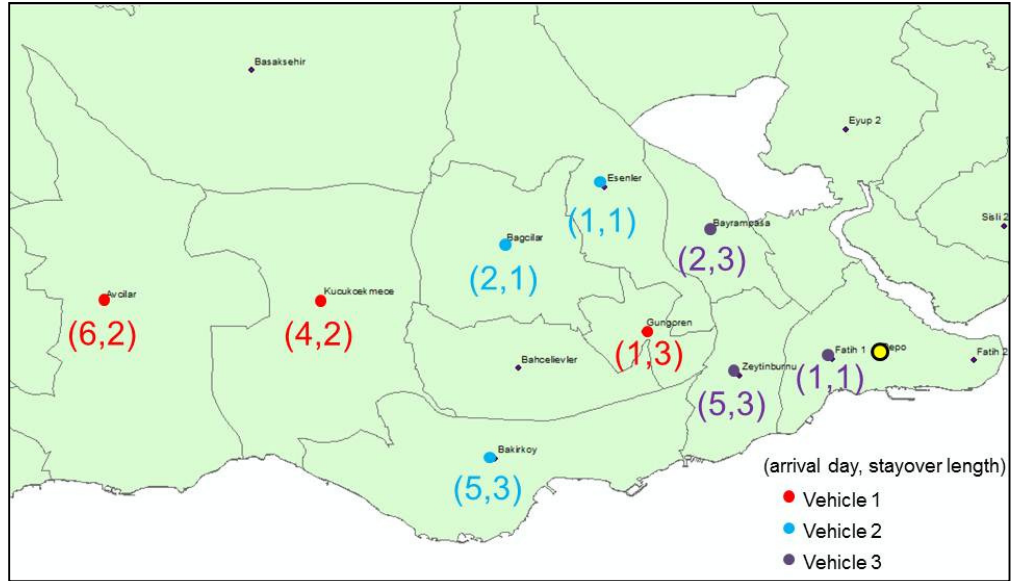 Basaksehir
Eyup 2
Esenler
(1,1)
Sisli 2
Bayrampasa
(2,3)
Bagcilar
(2,1)
Avcilar
(6,2)
Kucukcekmece
(4,2)
Gungoren
(1,3)
Bahcelievler
Zeytinburnu
(5,3)
Fatih 1
(1,1)
Depo
Fatih 2
Bakirkoy
(5,3)
(arrival day, stayover length)
Vehicle 1
Vehicle 2
Vehicle 3